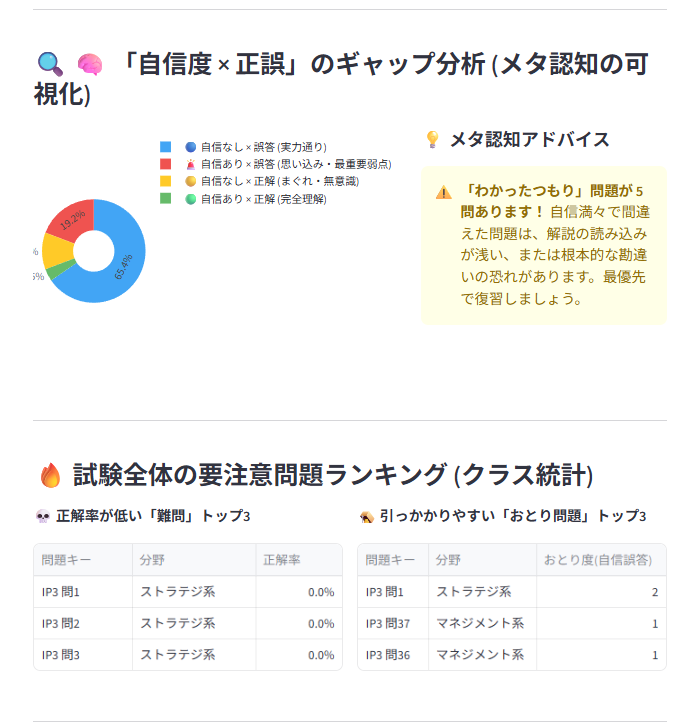 🔍 🧠 「自信度 × 正誤」のギャップ分析 (メタ認知の可
視化)
自信なし × 誤答 (実力通り)
自信あり × 誤答 (思い込み・最重要弱点)
自信なし × 正解 (まぐれ・無意識)
自信あり × 正解 (完全理解)
19.2%
65.4%
%
💡 メタ認知アドバイス
⚠️ 「わかったつもり」問題が 5
問あります！ 自信満々で間違
えた問題は、解説の読み込み
が浅い、または根本的な勘違
いの恐れがあります。最優先
で復習しましょう。
🔥 試験全体の要注意問題ランキング (クラス統計)
💀 正解率が低い「難問」トップ3
問題キー 分野 正解率
IP3 問1 ストラテジ系 0.0%
IP3 問2 ストラテジ系 0.0%
IP3 問3 ストラテジ系 0.0%
引っかかりやすい「おとり問題」トップ3
問題キー 分野 おとり度(自信誤答)
IP3 問1 ストラテジ系 2
IP3 問37 マネジメント系 1
IP3 問36 マネジメント系 1